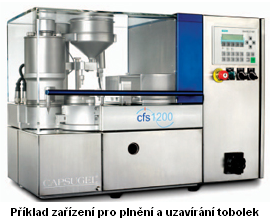 cfs1200
CAPSUGEL
Příklad zařízení pro plnění a uzavírání tobolek